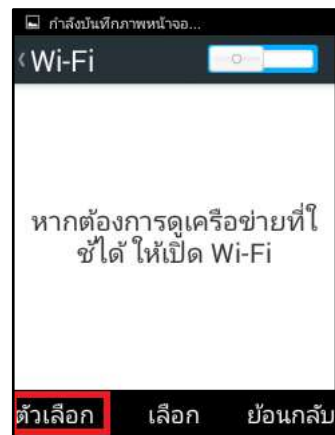 กำลังบันทึกภาพหน้าจอ...
Wi-Fi
หากต้องการดูเครือข่ายที่ใ
ช้ได้ ให้เปิด Wi-Fi
ตัวเลือก เลือก ย้อนกลับ